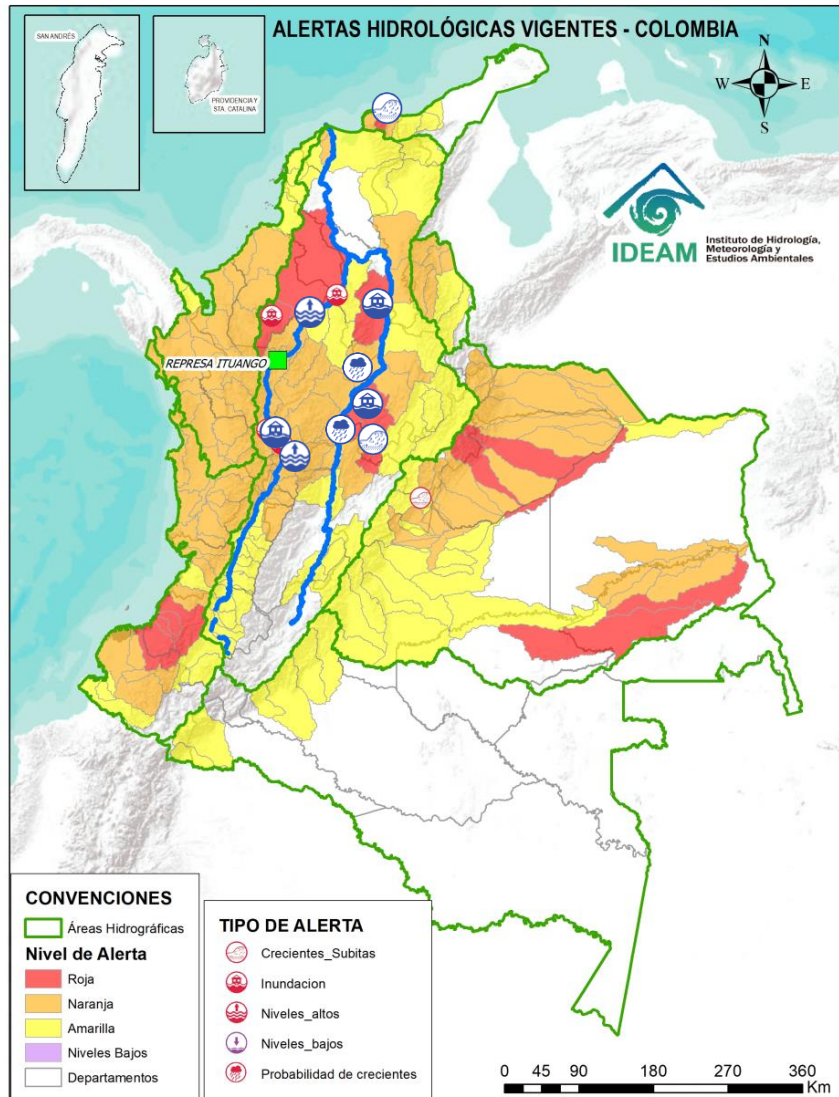 ALERTAS HIDROLÓGICAS VIGENTES - COLOMBIA
SAN ANDRÉS
PROVIDENCIA Y
STA. CATALINA
N
W
E
S
IDEAM
Instituto de Hidrología,
Meteorología y
Estudios Ambientales
REPRESA ITUANGO
CONVENCIONES
Áreas Hidrográficas
Nivel de Alerta
Roja
Naranja
Amarilla
Niveles Bajos
Departamentos
TIPO DE ALERTA
Crecientes_Subitas
Inundacion
Niveles_altos
Niveles_bajos
Probabilidad de crecientes
0 45 90 180 270 360
Km